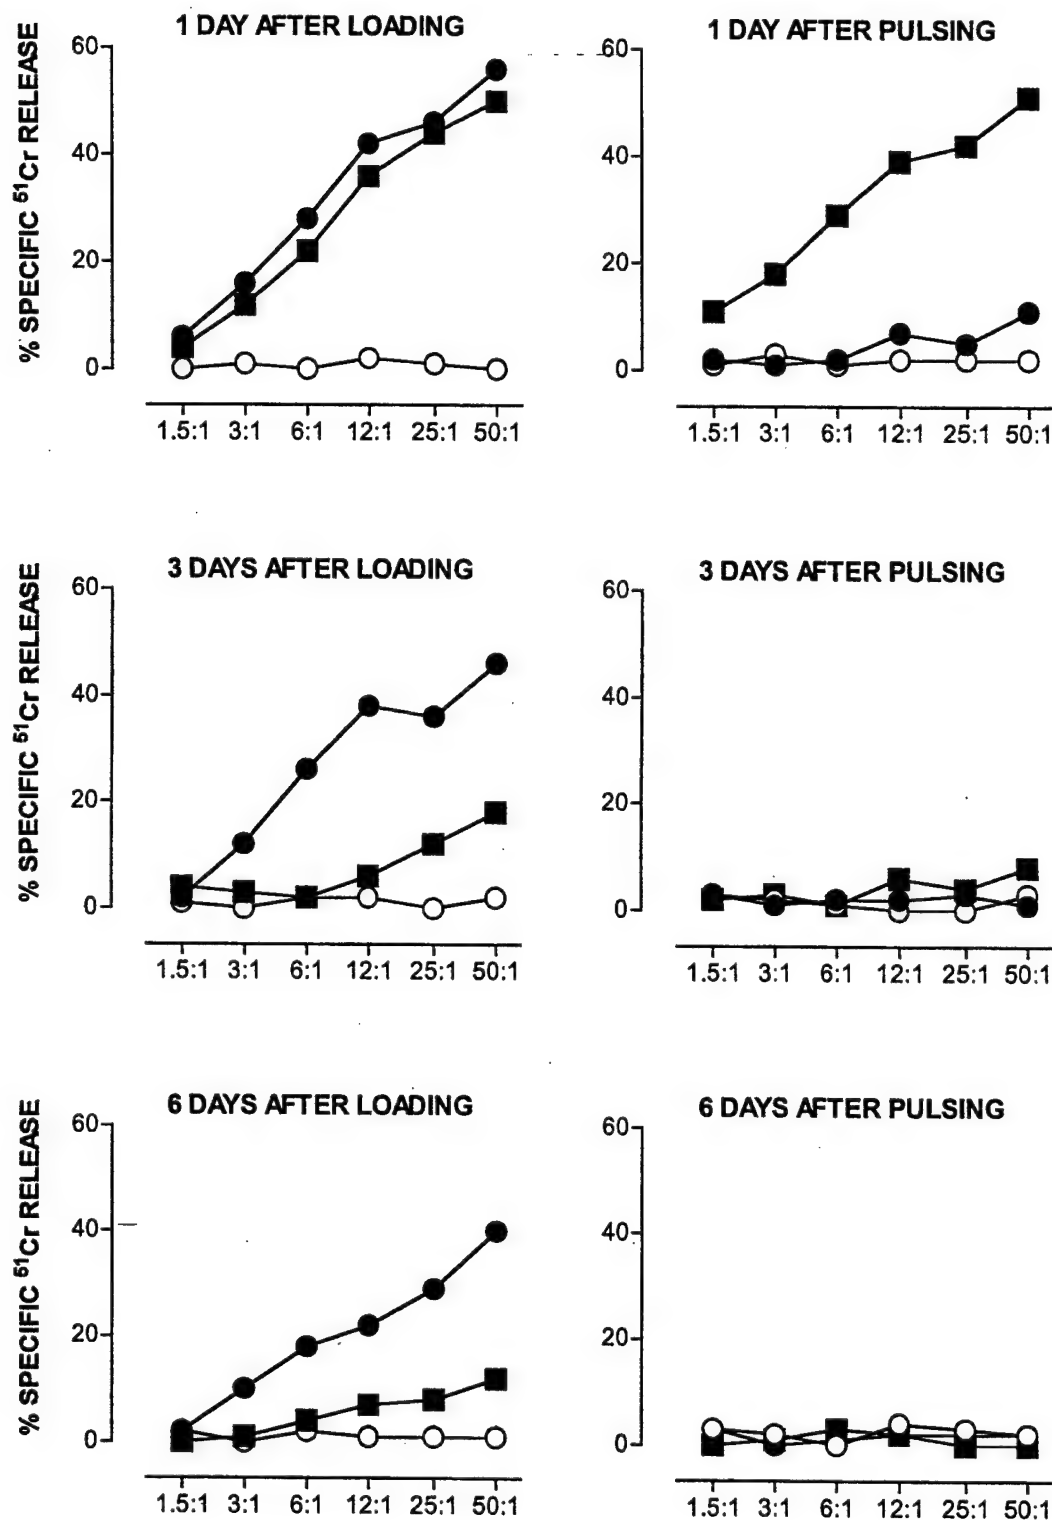 1 DAY AFTER LOADING
% SPECIFIC ⁵¹Cr RELEASE
60
40
20
0
1.5:1 3:1 6:1 12:1 25:1 50:1
1 DAY AFTER PULSING
60
40
20
0
1.5:1 3:1 6:1 12:1 25:1 50:1
3 DAYS AFTER LOADING
% SPECIFIC ⁵¹Cr RELEASE
60
40
20
0
1.5:1 3:1 6:1 12:1 25:1 50:1
3 DAYS AFTER PULSING
60
40
20
0
1.5:1 3:1 6:1 12:1 25:1 50:1
6 DAYS AFTER LOADING
% SPECIFIC ⁵¹Cr RELEASE
60
40
20
0
1.5:1 3:1 6:1 12:1 25:1 50:1
6 DAYS AFTER PULSING
60
40
20
0
1.5:1 3:1 6:1 12:1 25:1 50:1